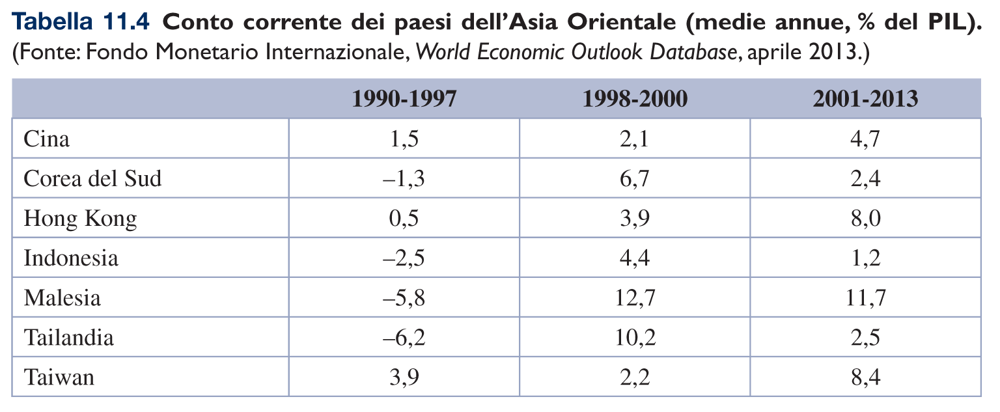 Tabella 11.4 Conto corrente dei paesi dell’Asia Orientale (medie annue, % del PIL).
(Fonte: Fondo Monetario Internazionale, World Economic Outlook Database, aprile 2013.)
1990-1997 1998-2000 2001-2013
Cina 1,5 2,1 4,7
Corea del Sud –1,3 6,7 2,4
Hong Kong 0,5 3,9 8,0
Indonesia –2,5 4,4 1,2
Malesia –5,8 12,7 11,7
Tailandia –6,2 10,2 2,5
Taiwan 3,9 2,2 8,4